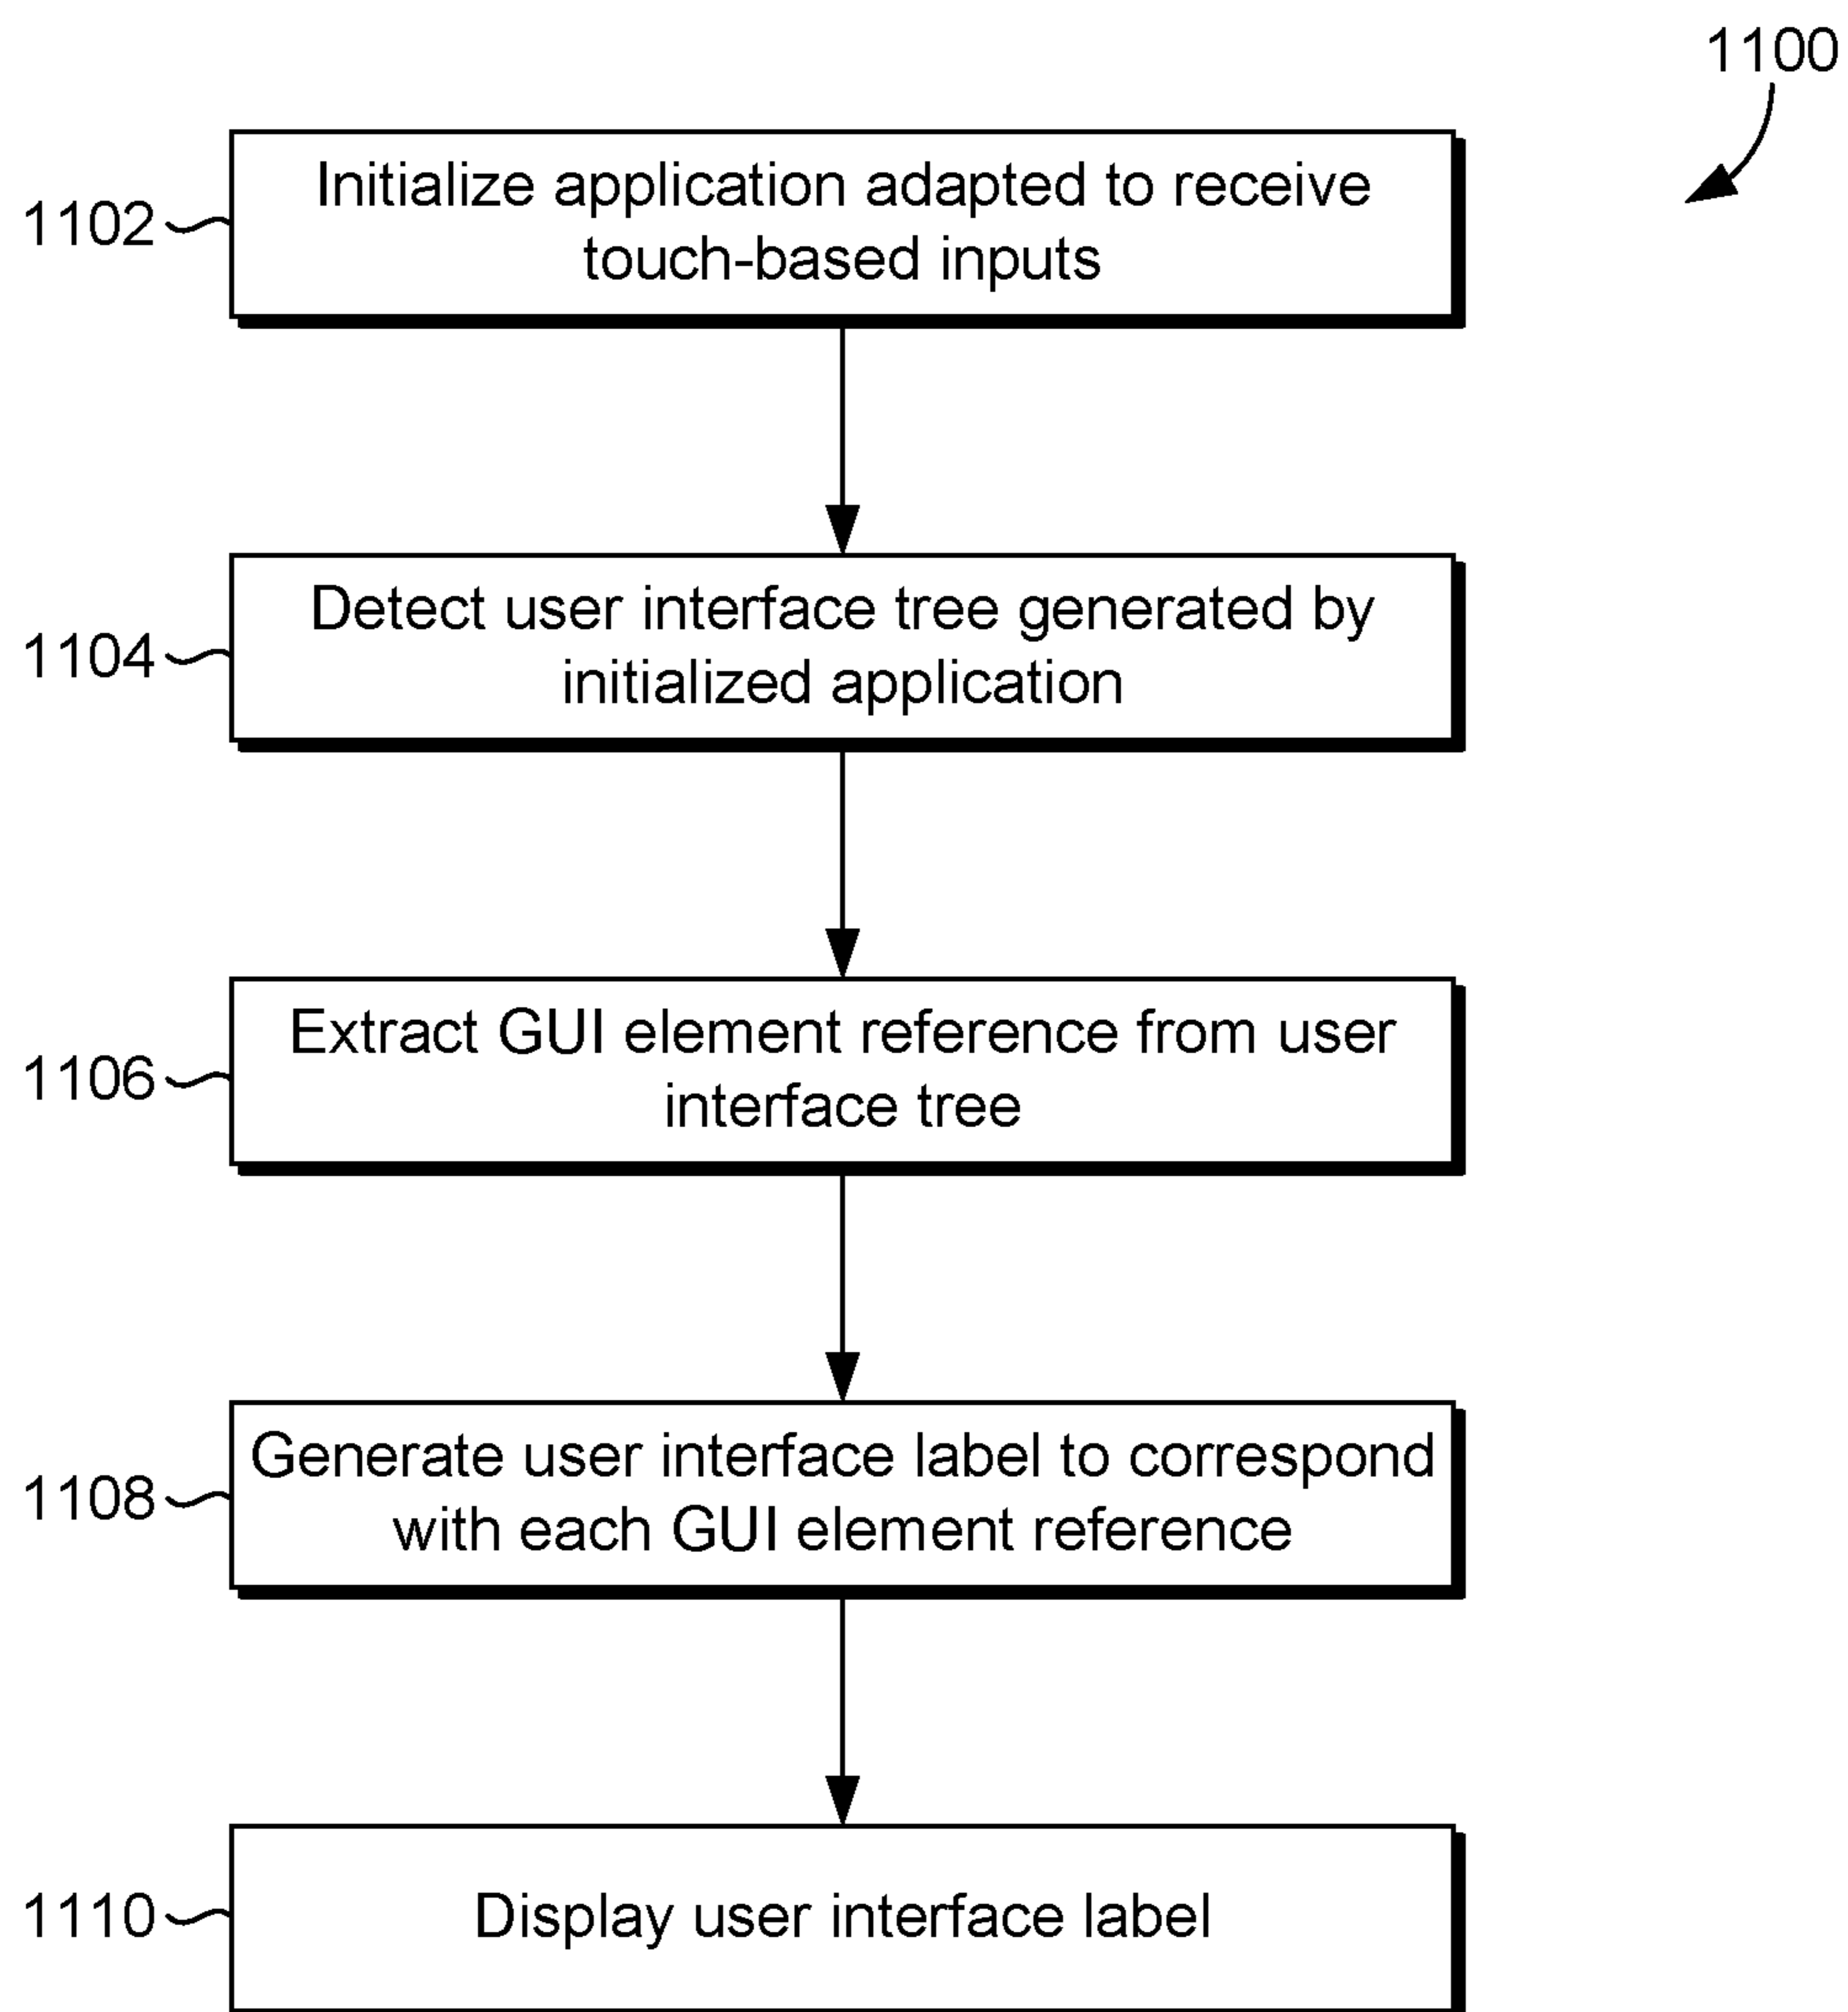 1100
1102
Initialize application adapted to receive
touch-based inputs
1104
Detect user interface tree generated by
initialized application
1106
Extract GUI element reference from user
interface tree
1108
Generate user interface label to correspond
with each GUI element reference
1110
Display user interface label